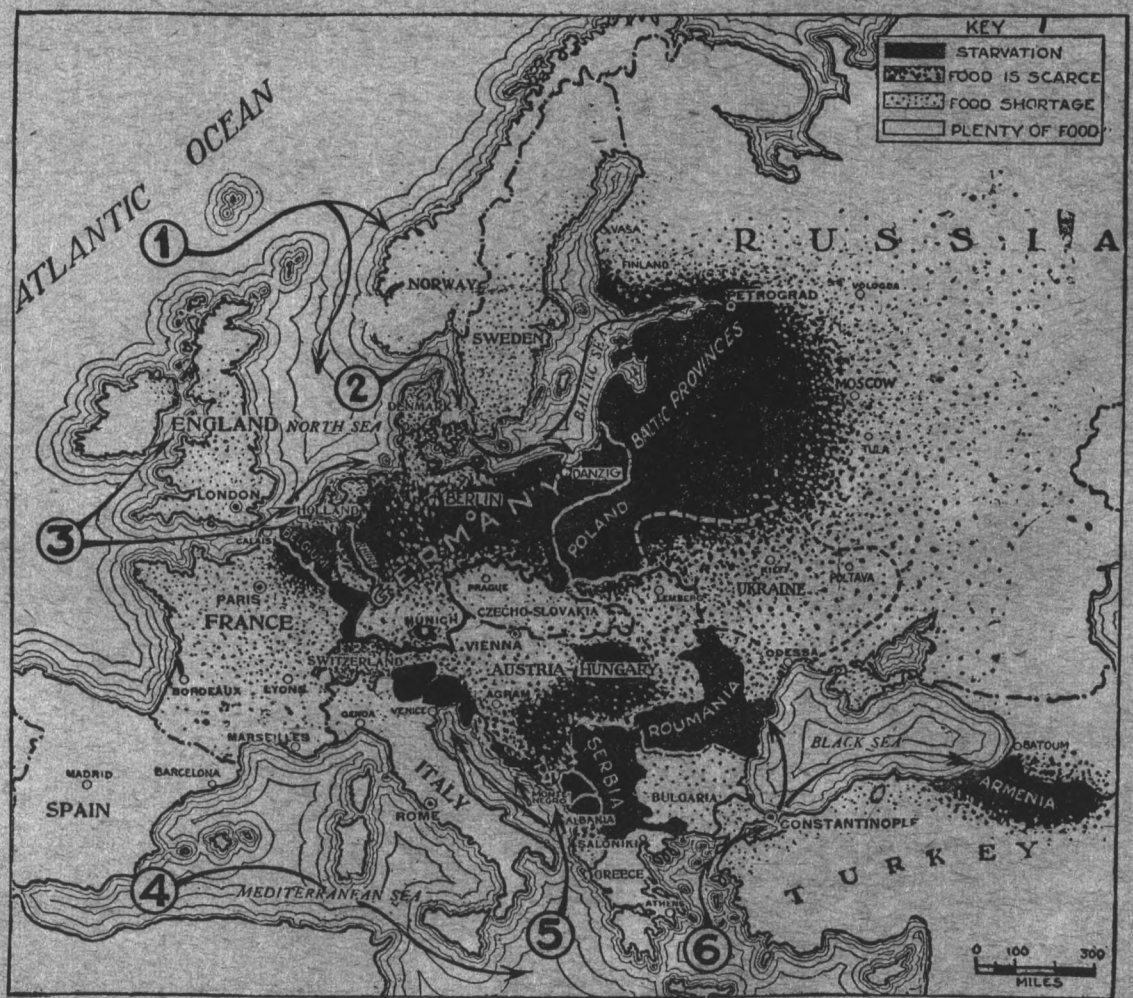 KEY
STARVATION
FOOD IS SCARCE
FOOD SHORTAGE
PLENTY OF FOOD
ATLANTIC OCEAN
1
RUSSIA
VASA
FINLAND
PETROGRAD
VOLOGDA
NORWAY
SWEDEN
2
BALTIC SEA
BALTIC PROVINCES
MOSCOW
TULA
DENMARK
ENGLAND
NORTH SEA
LONDON
3
HOLLAND
BERLIN
DANZIG
GERMANY
POLAND
CALAIS
PARIS
FRANCE
PRAGUE
CZECHO-SLOVAKIA
LEMBERG
KIEFF
UKRAINE
POLTAVA
MUNICH
VIENNA
SWITZERLAND
AUSTRIA-HUNGARY
ODESSA
BORDEAUX
LYONS
AGRAM
VENICE
GENOA
ROUMANIA
MARSEILLES
BLACK SEA
BATOUM
ARMENIA
MADRID
BARCELONA
SPAIN
ITALY
ROME
SERBIA
MONTE NEGRO
BULGARIA
ALBANIA
CONSTANTINOPLE
SALONIKI
TURKEY
GREECE
ATHENS
4
MEDITERRANEAN SEA
5
6
0 100 300
MILES